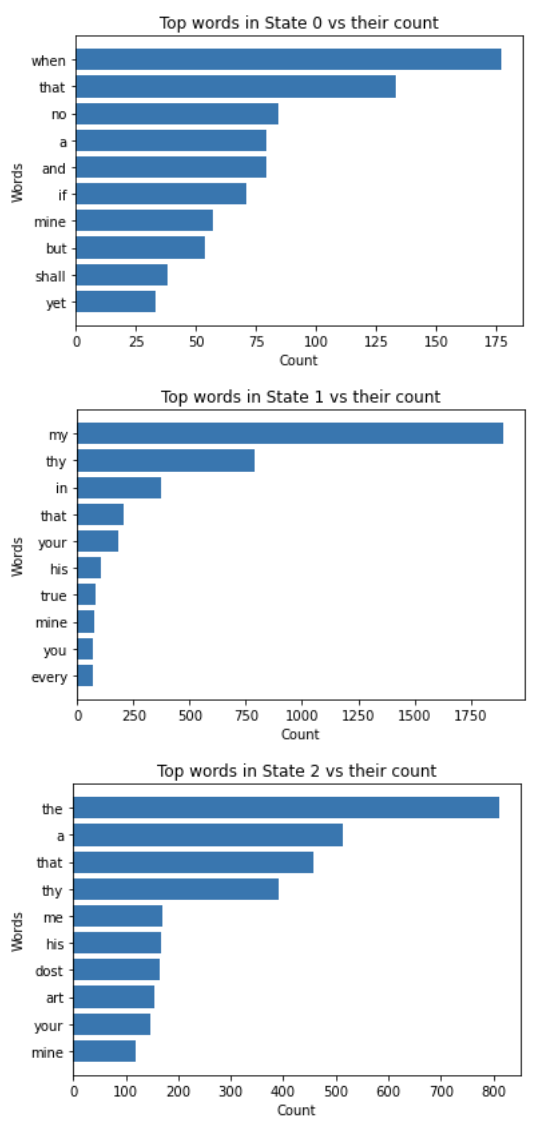 Top words in State 0 vs their count
when
that
no
a
and
if
mine
but
shall
yet
Words
0 25 50 75 100 125 150 175
Count
Top words in State 1 vs their count
my
thy
in
that
your
his
true
mine
you
every
Words
0 250 500 750 1000 1250 1500 1750
Count
Top words in State 2 vs their count
the
a
that
thy
me
his
dost
art
your
mine
Words
0 100 200 300 400 500 600 700 800
Count